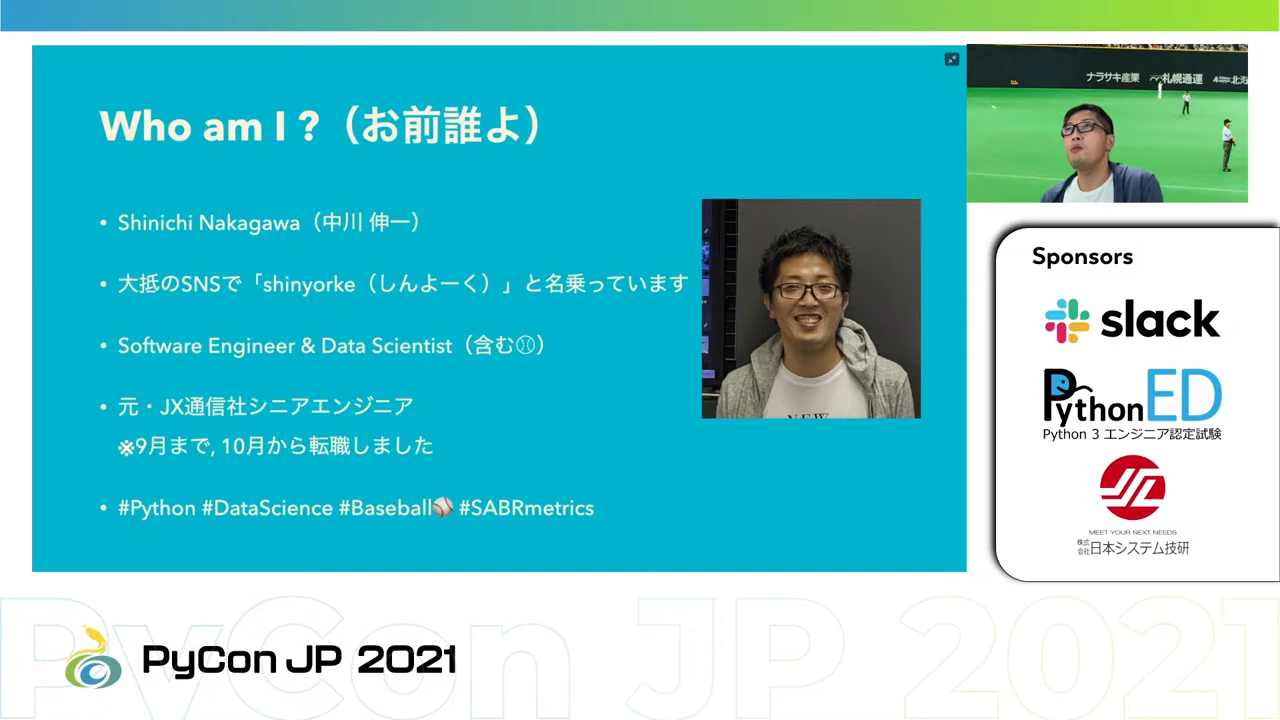 Who am I ?（お前誰よ）
• Shinichi Nakagawa（中川 伸一）
• 大抵のSNSで「shinyorke（しんよーく）」と名乗っています
• Software Engineer & Data Scientist（含む⚾）
• 元・JX通信社シニアエンジニア
※9月まで, 10月から転職しました
• #Python #DataScience #Baseball⚾ #SABRmetrics
NEW
ナラサキ産業 札幌通運 北海
Sponsors
slack
PythonED
Python 3 エンジニア認定試験
MEET YOUR NEXT NEEDS
株式会社日本システム技研
PyCon JP 2021
PyCon JP 2021